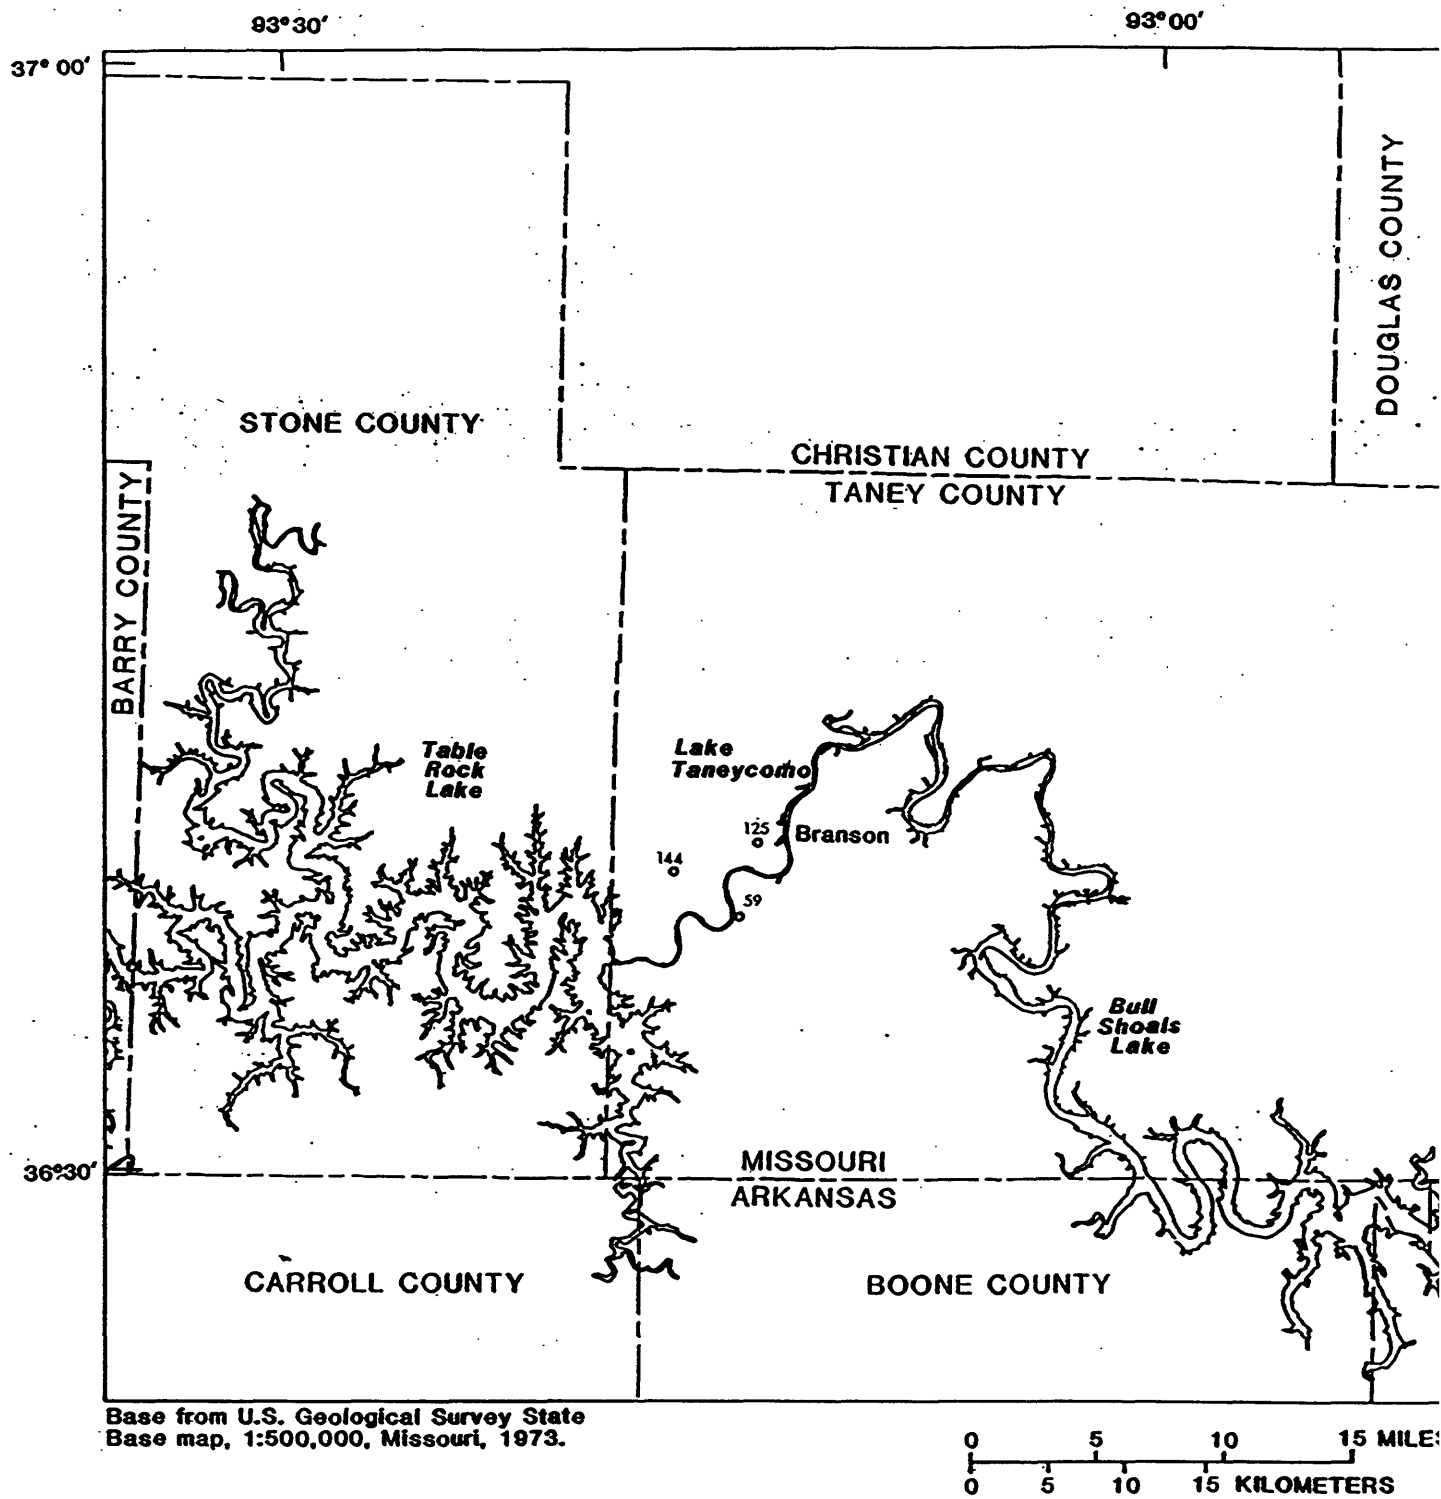 93°30′
93°00′
37° 00′
DOUGLAS COUNTY
STONE COUNTY
CHRISTIAN COUNTY
TANEY COUNTY
BARRY COUNTY
Table
Rock
Lake
Lake
Taneycomo
125
Branson
144
59
Bull
Shoals
Lake
36°30′
MISSOURI
ARKANSAS
CARROLL COUNTY
BOONE COUNTY
Base from U.S. Geological Survey State
Base map, 1:500,000, Missouri, 1973.
0 5 10 15 MILES
0 5 10 15 KILOMETERS